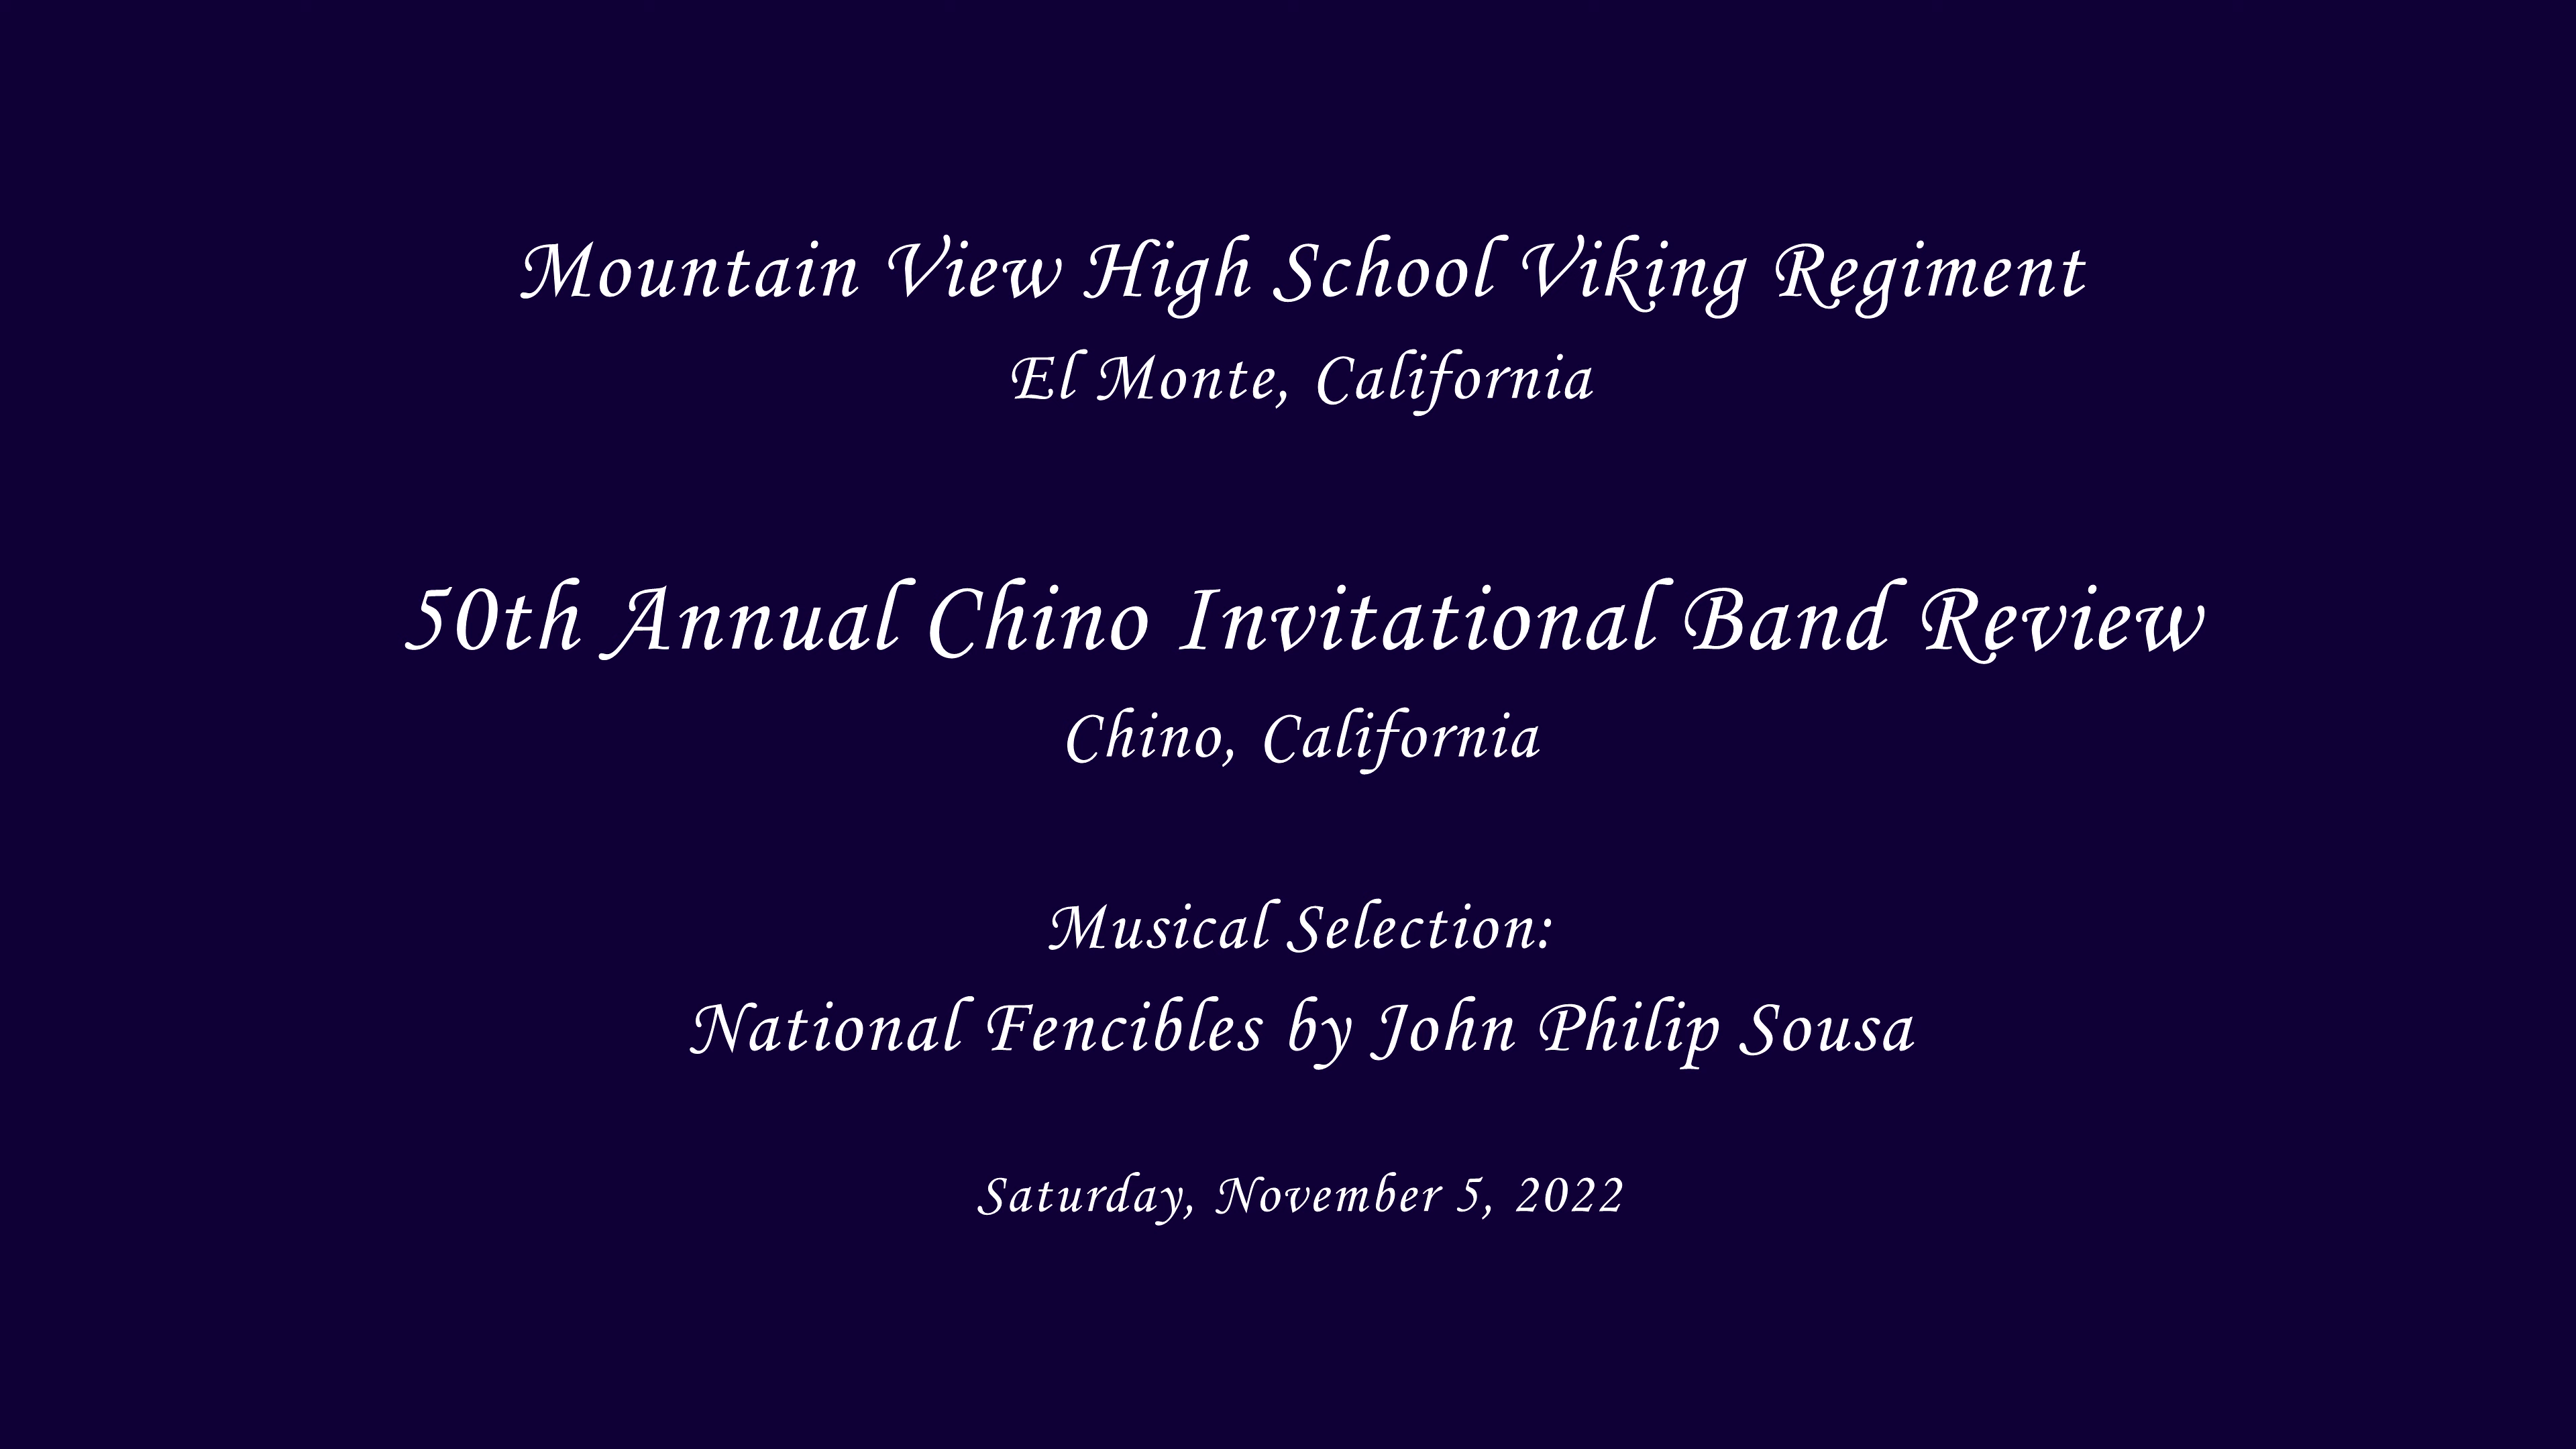 Mountain View High School Viking Regiment
El Monte, California
50th Annual Chino Invitational Band Review
Chino, California
Musical Selection:
National Fencibles by John Philip Sousa
Saturday, November 5, 2022